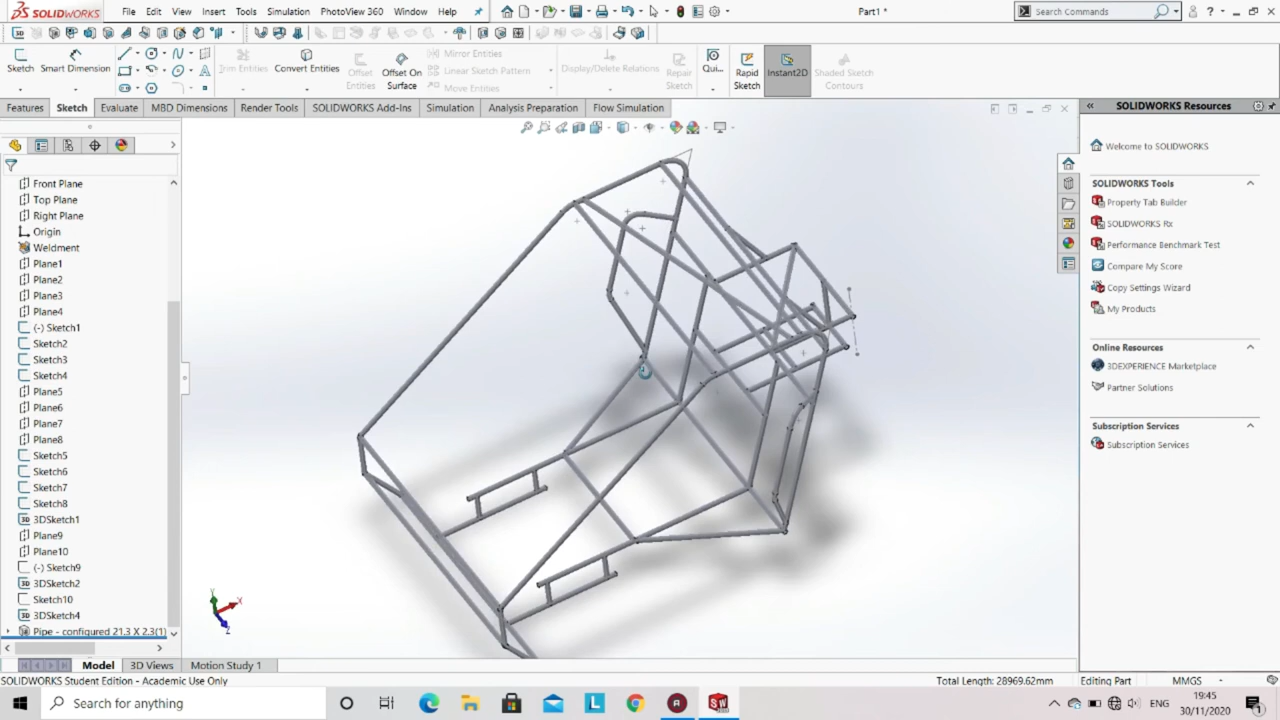 SOLIDWORKS File Edit View Insert Tools Simulation PhotoView 360 Window Help Part1 * Search Commands
Sketch Smart Dimension Trim Entities Convert Entities Offset Entities Offset On Surface Mirror Entities Linear Sketch Pattern Move Entities Display/Delete Relations Repair Sketch Qui... Rapid Sketch Instant2D Shaded Sketch Contours
Features Sketch Evaluate MBD Dimensions Render Tools SOLIDWORKS Add-Ins Simulation Analysis Preparation Flow Simulation
SOLIDWORKS Resources
Welcome to SOLIDWORKS
SOLIDWORKS Tools
Property Tab Builder
SOLIDWORKS Rx
Performance Benchmark Test
Compare My Score
Copy Settings Wizard
My Products
Online Resources
3DEXPERIENCE Marketplace
Partner Solutions
Subscription Services
Subscription Services
Front Plane
Top Plane
Right Plane
Origin
Weldment
Plane1
Plane2
Plane3
Plane4
(-) Sketch1
Sketch2
Sketch3
Sketch4
Plane5
Plane6
Plane7
Plane8
Sketch5
Sketch6
Sketch7
Sketch8
3DSketch1
Plane9
Plane10
(-) Sketch9
3DSketch2
Sketch10
3DSketch4
Pipe - configured 21.3 X 2.3(1)
Y X Z
Model 3D Views Motion Study 1
SOLIDWORKS Student Edition - Academic Use Only Total Length: 28969.62mm Editing Part MMGS
Type here to search
ENG 19:45
30/11/2020